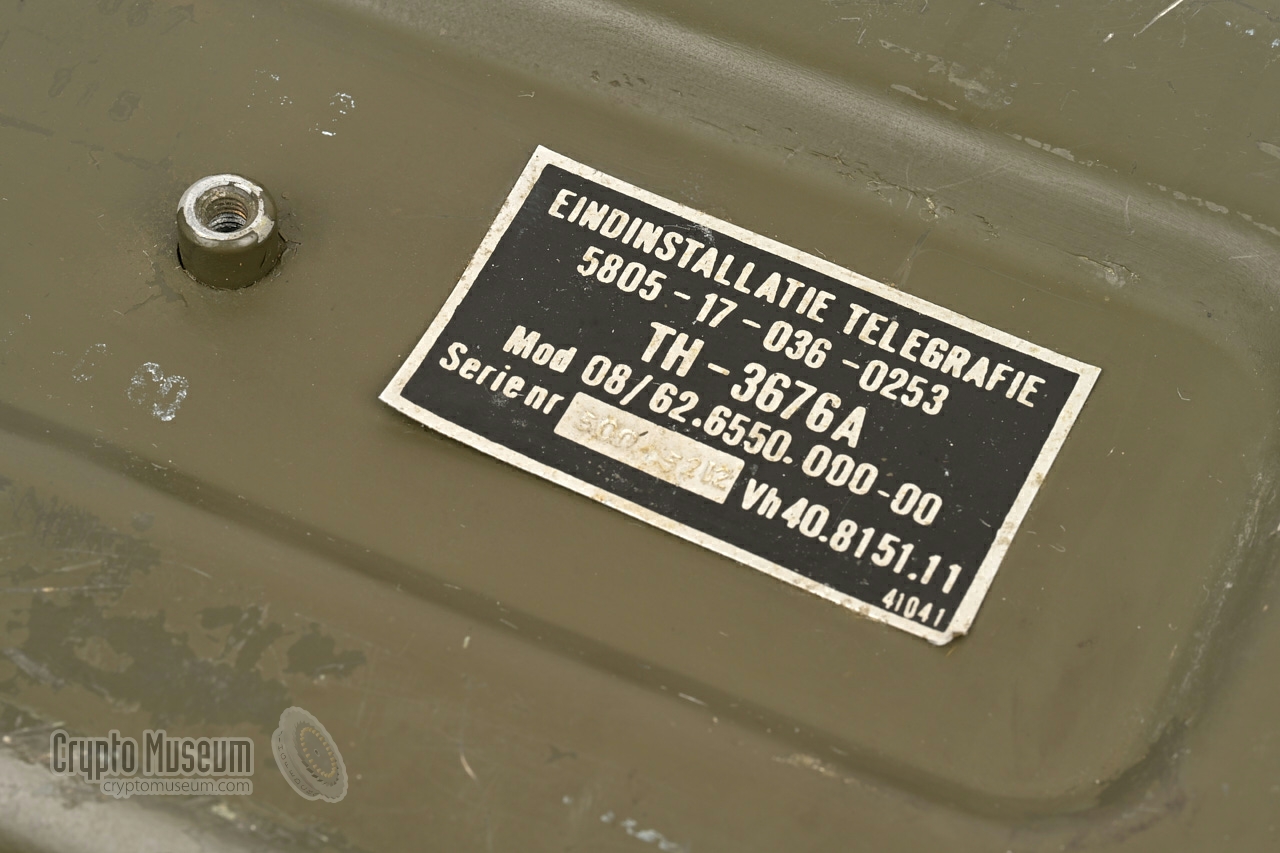 EINDINSTALLATIE TELEGRAFIE
5805-17-036-0253
TH-3676A
Mod 08/62.6550.000-00
Serienr Vh40.8151.11
41041
Crypto Museum
cryptomuseum.com